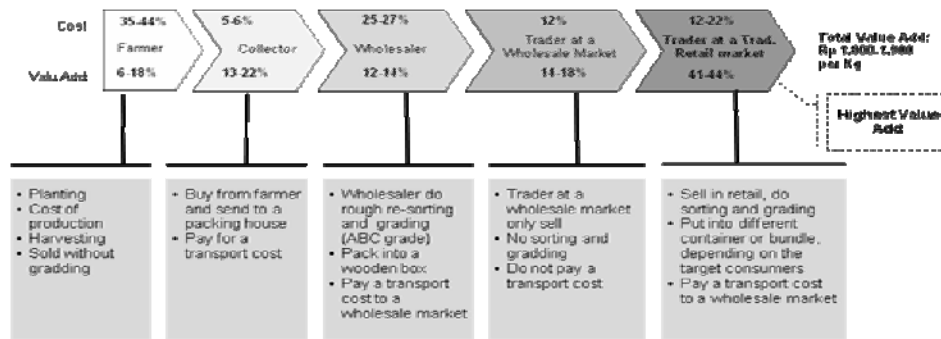 Cost
35-44%
5-6%
25-27%
12%
12-22%
Farmer
Collector
Wholesaler
Trader at a
Wholesale Market
Trader at a Trad.
Retail market
Valu Add
6-18%
13-22%
12-14%
14-18%
41-44%
Total Value Add:
per Kg
Highest Value
Add
• Planting
• Cost of
production
• Harvesting
• Sold without
gradding
• Buy from farmer
and send to a
packing house
• Pay for a
transport cost
• Wholesaler do
rough re-sorting
and grading
(ABC grade)
• Pack into a
wooden box
• Pay a transport
cost to a
wholesale market
• Trader at a
wholesale market
only sell
• No sorting and
gradding
• Do not pay a
transport cost
• Sell in retail, do
sorting and grading
• Put into different
container or bundle,
depending on the
target consumers
• Pay a transport cost
to a wholesale market